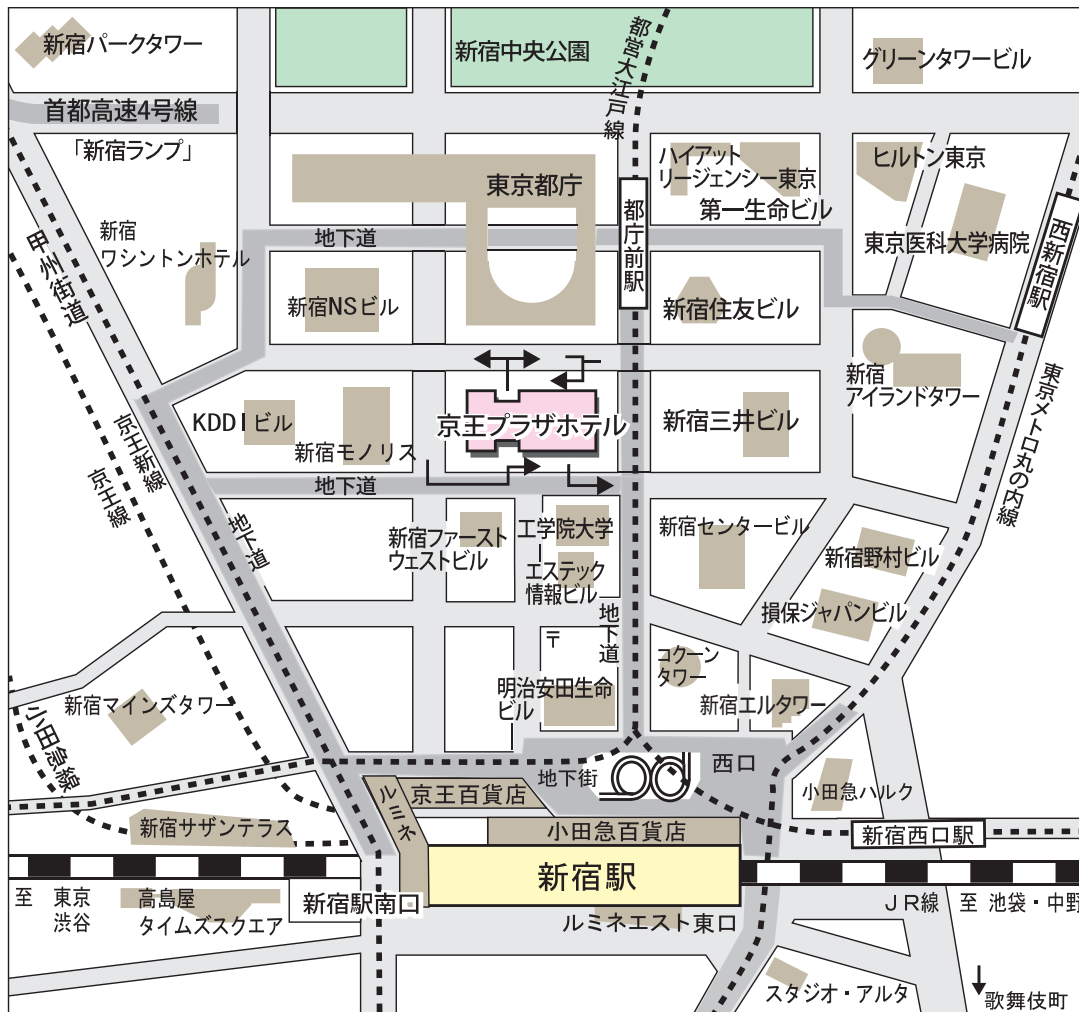 新宿パークタワー
新宿中央公園
都営大江戸線
グリーンタワービル
首都高速4号線
「新宿ランプ」
東京都庁
ハイアット
リージェンシー東京
第一生命ビル
ヒルトン東京
東京医科大学病院
西新宿駅
新宿
ワシントンホテル
地下道
都庁前駅
甲州街道
新宿NSビル
新宿住友ビル
新宿
アイランドタワー
東京メトロ丸の内線
KDDIビル
新宿モノリス
京王プラザホテル
新宿三井ビル
京王新線
京王線
地下道
地下道
新宿ファースト
ウェストビル
工学院大学
エステック
情報ビル
新宿センタービル
新宿野村ビル
損保ジャパンビル
地下道
〒
コクーン
タワー
明治安田生命
ビル
新宿エルタワー
新宿マインズタワー
小田急線
地下街
西口
小田急ハルク
ルミネ
京王百貨店
新宿サザンテラス
小田急百貨店
新宿西口駅
新宿駅
至 東京
渋谷
高島屋
タイムズスクエア
新宿駅南口
ルミネエスト東口
JR線
至 池袋・中野
スタジオ・アルタ
歌舞伎町